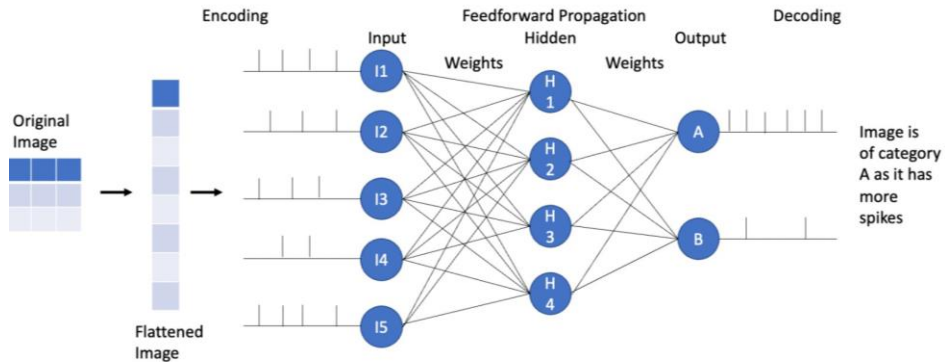 Encoding
Feedforward Propagation
Decoding
Input
Hidden
Output
Weights
Weights
Original
Image
Flattened
Image
I1
I2
I3
I4
I5
H
1
H
2
H
3
H
4
A
B
Image is
of category
A as it has
more
spikes